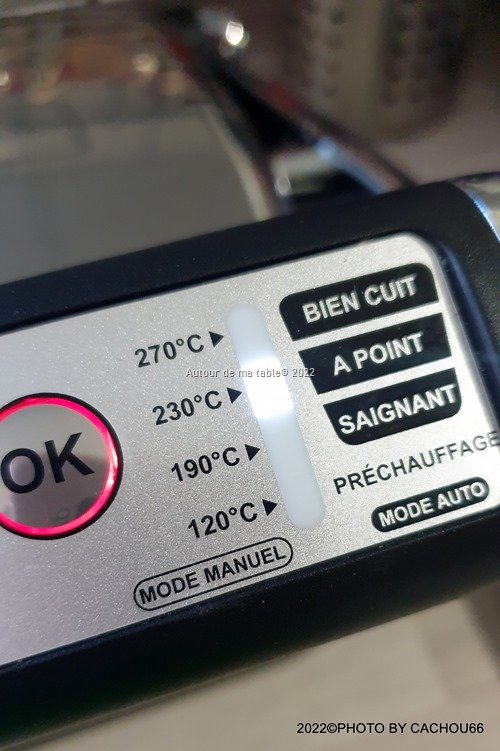 BIEN CUIT
270°C
A POINT
Autour de ma table© 2022
230°C
SAIGNANT
OK
190°C
PRÉCHAUFFAGE
120°C
MODE AUTO
MODE MANUEL
2022©PHOTO BY CACHOU66